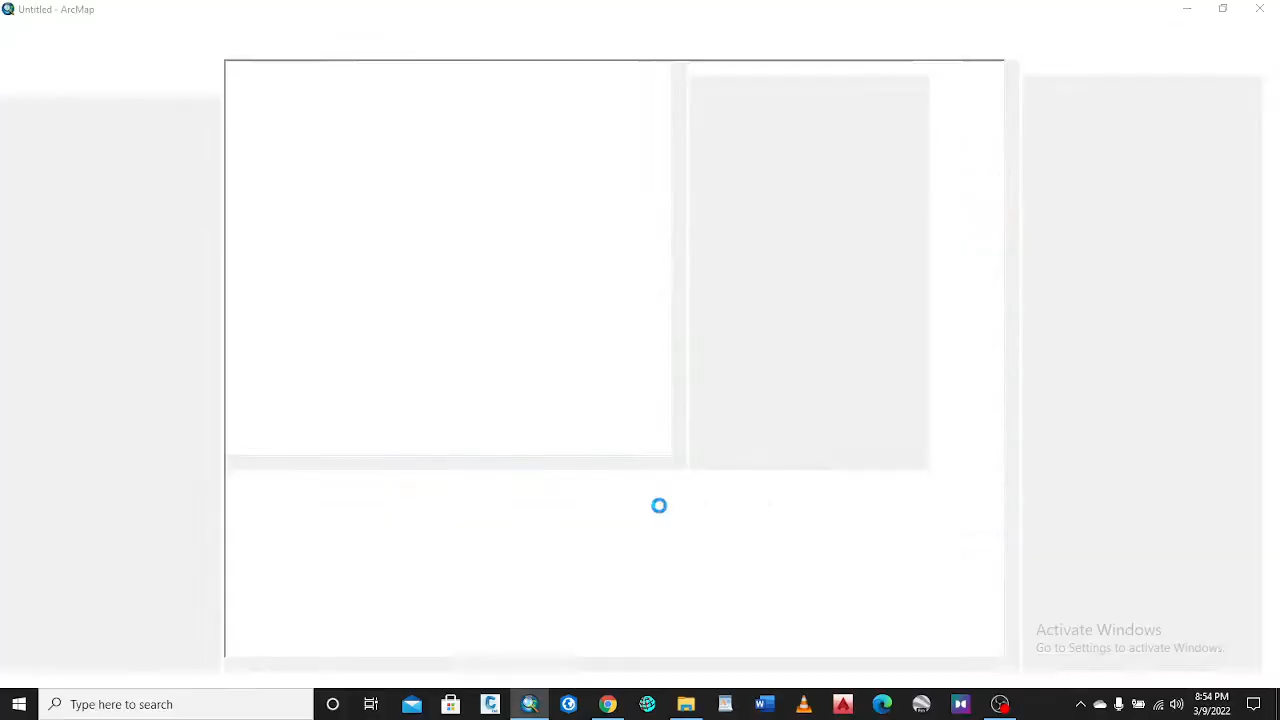 Untitled - ArcMap
Activate Windows
Go to Settings to activate Windows.
Type here to search
8:54 PM
3/9/2022